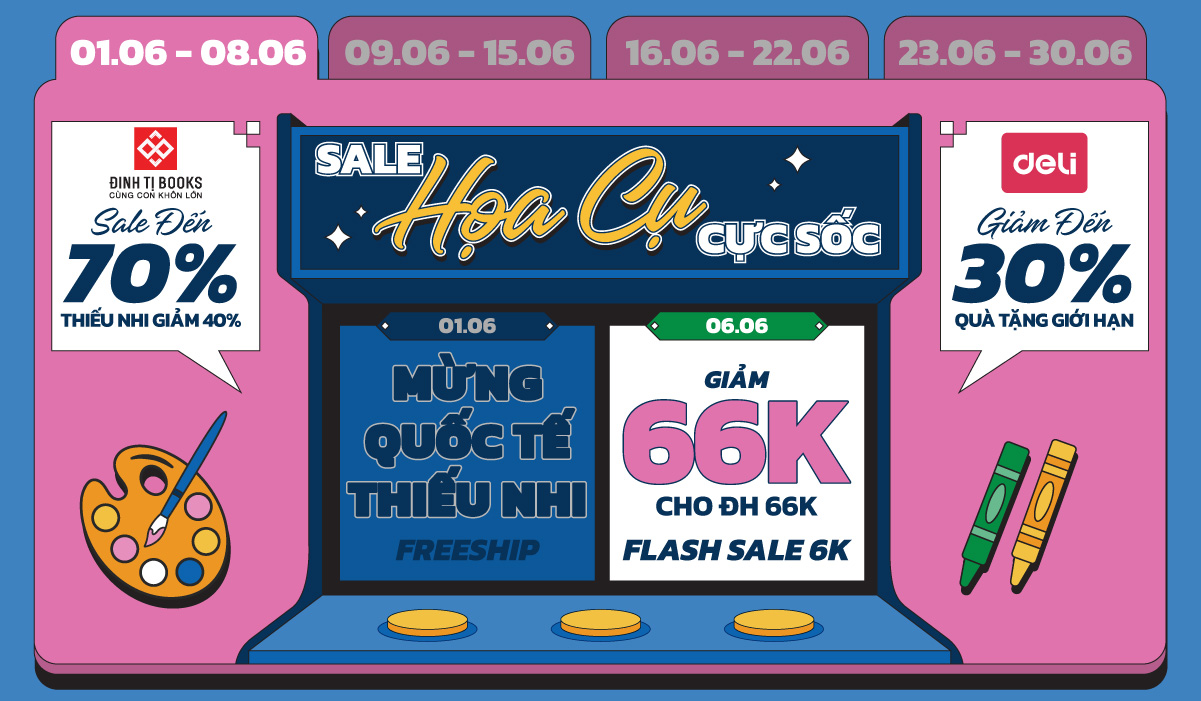 01.06 - 08.06
09.06 - 15.06
16.06 - 22.06
23.06 - 30.06
ĐINH TỊ BOOKS
CÙNG CON KHÔN LỚN
Sale Đến
70%
THIẾU NHI GIẢM 40%
SALE
Họa Cụ
CỰC SỐC
deli
Giảm Đến
30%
QUÀ TẶNG GIỚI HẠN
01.06
MỪNG
QUỐC TẾ
THIẾU NHI
FREESHIP
06.06
GIẢM
66K
CHO ĐH 66K
FLASH SALE 6K